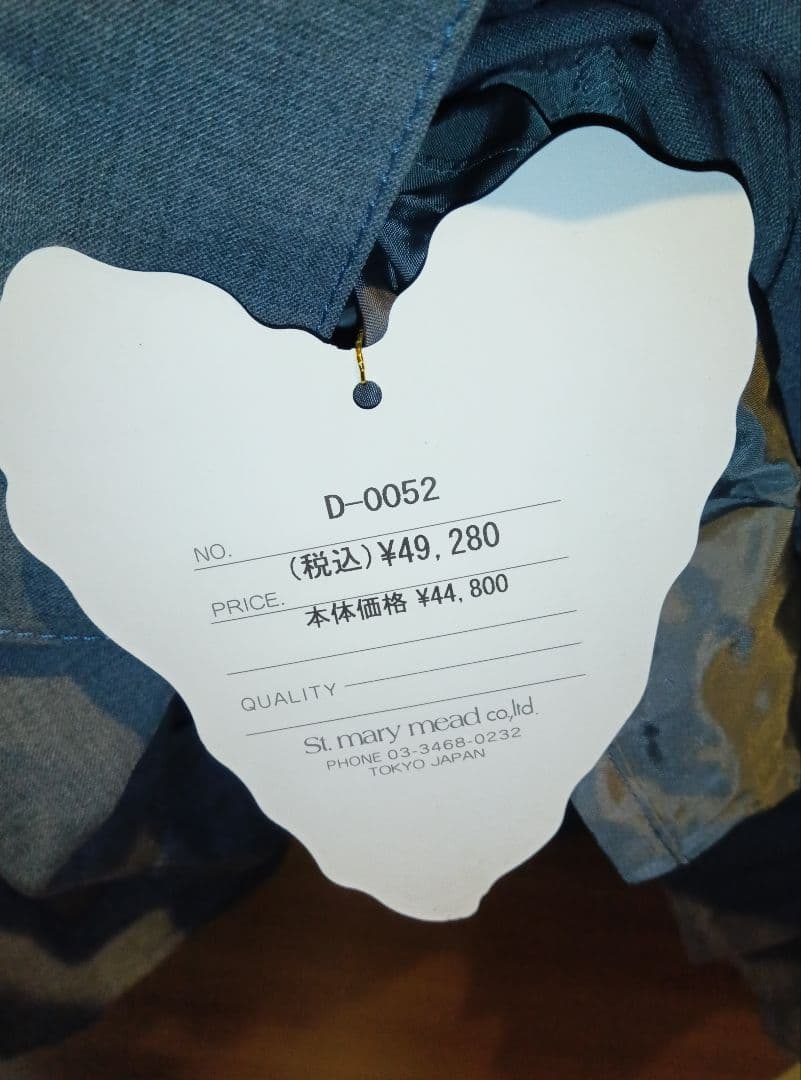 NO. D-0052
PRICE. (税込)¥49,280
本体価格 ¥44,800
QUALITY
St. mary mead co.,ltd.
PHONE 03-3468-0232
TOKYO JAPAN